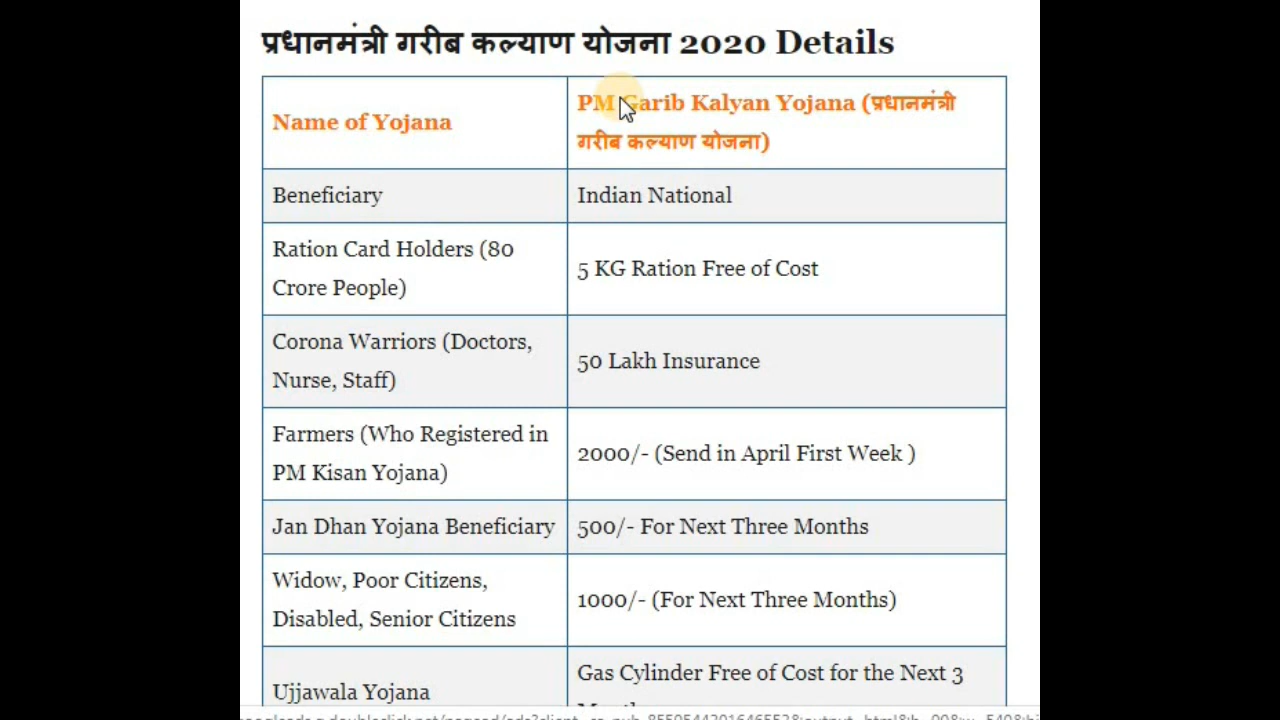 प्रधानमंत्री गरीब कल्याण योजना 2020 Details
Name of Yojana
PM Garib Kalyan Yojana (प्रधानमंत्री
गरीब कल्याण योजना)
Beneficiary
Indian National
Ration Card Holders (80
Crore People)
5 KG Ration Free of Cost
Corona Warriors (Doctors,
Nurse, Staff)
50 Lakh Insurance
Farmers (Who Registered in
PM Kisan Yojana)
2000/- (Send in April First Week )
Jan Dhan Yojana Beneficiary
500/- For Next Three Months
Widow, Poor Citizens,
Disabled, Senior Citizens
1000/- (For Next Three Months)
Ujjawala Yojana
Gas Cylinder Free of Cost for the Next 3